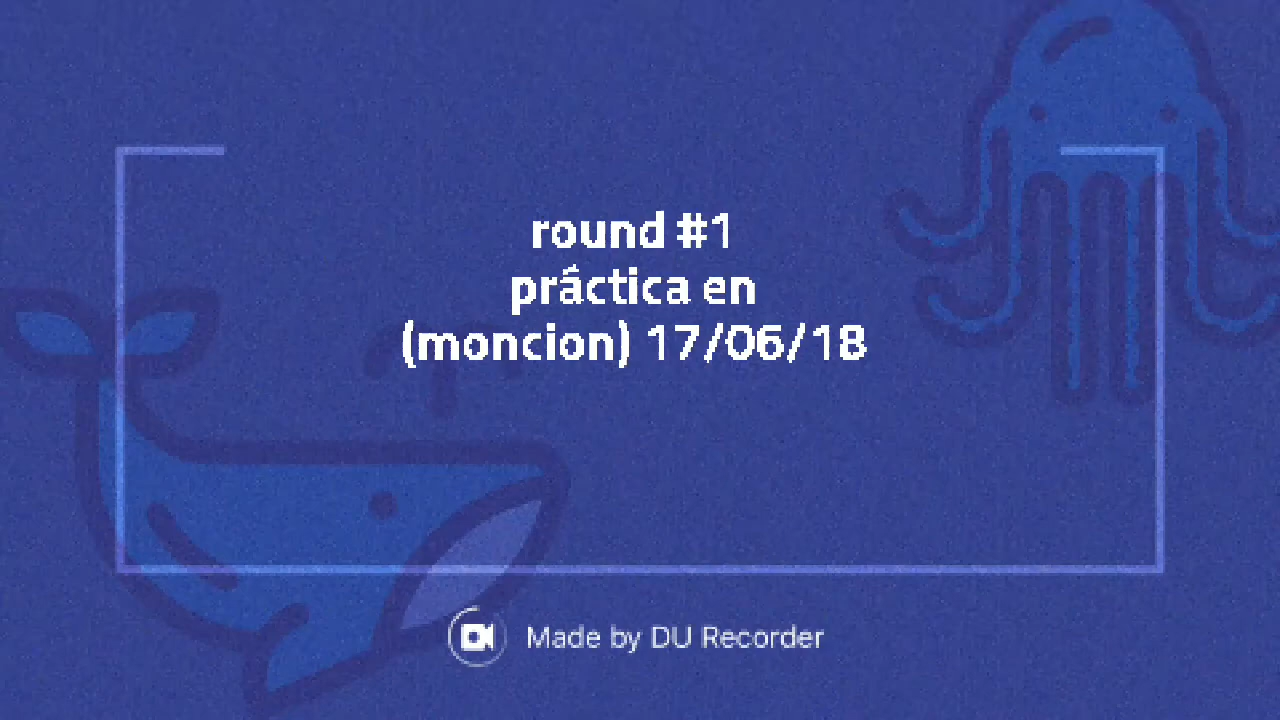 round #1
práctica en
(moncion) 17/06/18
Made by DU Recorder